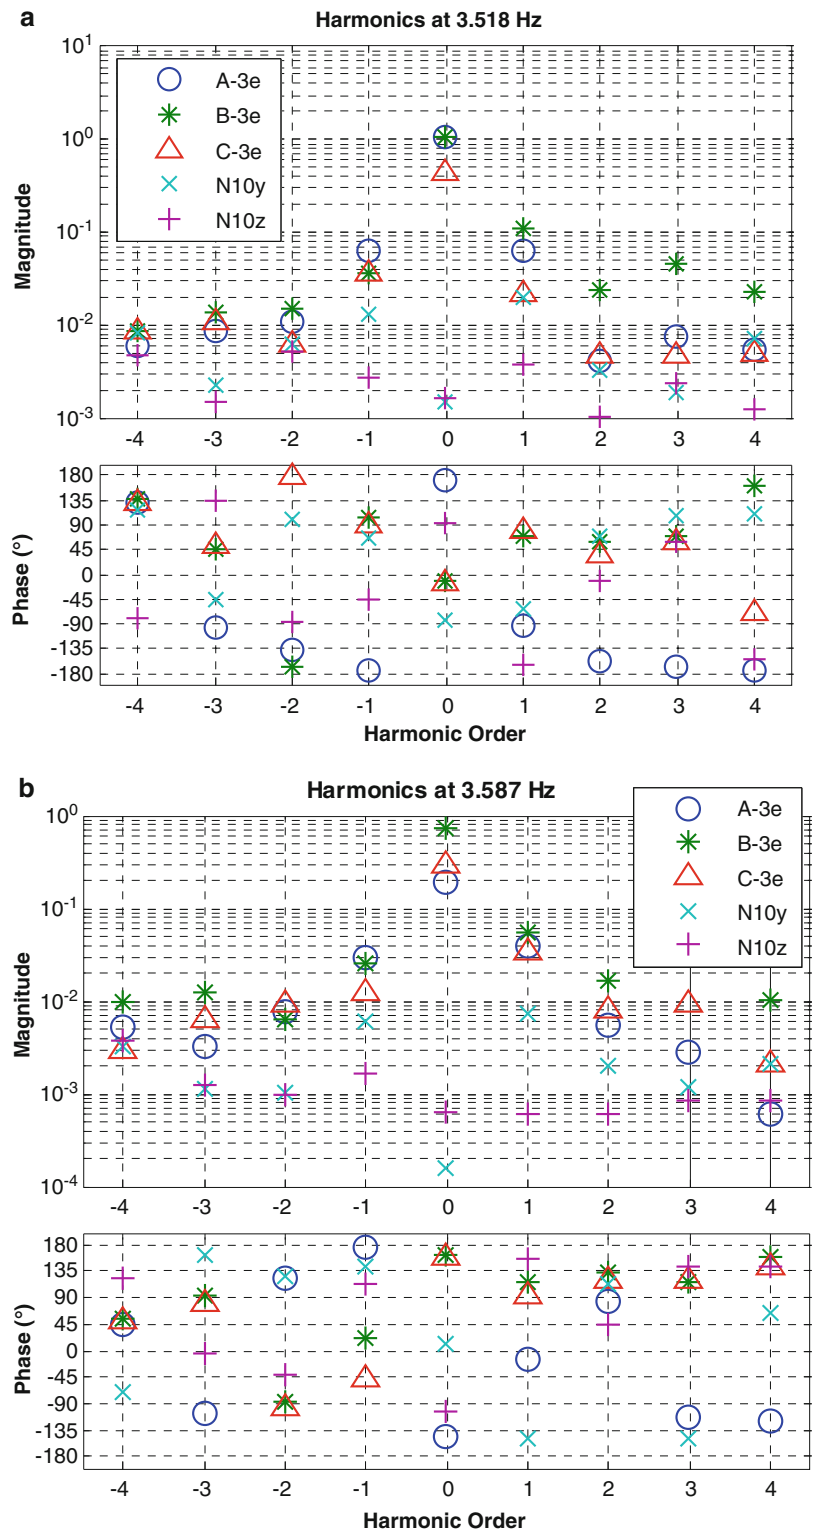 a
Harmonics at 3.518 Hz
10^1
10^0
10^-1
10^-2
10^-3
Magnitude
A-3e
B-3e
C-3e
N10y
N10z
-4 -3 -2 -1 0 1 2 3 4
180
135
90
45
0
-45
-90
-135
-180
Phase (°)
-4 -3 -2 -1 0 1 2 3 4
Harmonic Order
b
Harmonics at 3.587 Hz
10^0
10^-1
10^-2
10^-3
10^-4
Magnitude
A-3e
B-3e
C-3e
N10y
N10z
-4 -3 -2 -1 0 1 2 3 4
180
135
90
45
0
-45
-90
-135
-180
Phase (°)
-4 -3 -2 -1 0 1 2 3 4
Harmonic Order